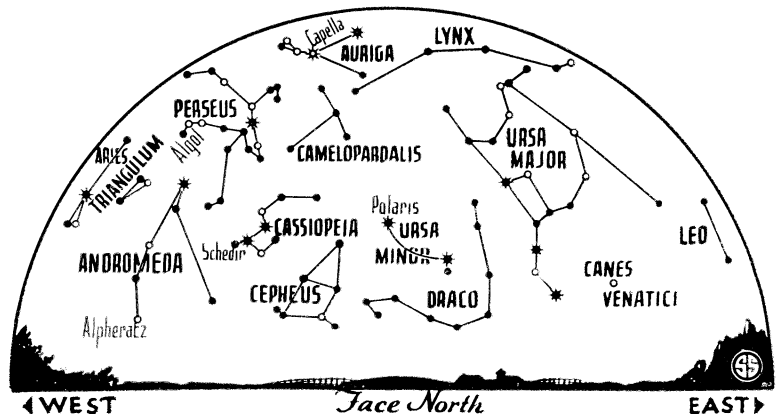 Capella
AURIGA
LYNX
PERSEUS
Algol
ARIES
TRIANGULUM
CAMELOPARDALIS
URSA
MAJOR
Polaris
URSA
MINOR
CASSIOPEIA
Schedir
ANDROMEDA
CEPHEUS
DRACO
LEO
CANES
VENATICI
Alpheratz
SS
WEST
Face North
EAST